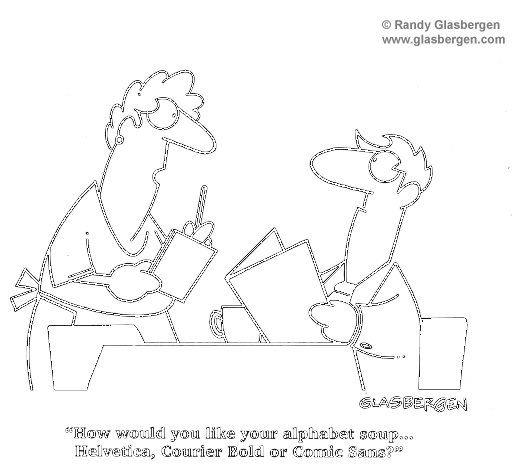 © Randy Glasbergen
www.glasbergen.com
GLASBERGEN
"How would you like your alphabet soup...
Helvetica, Courier Bold or Comic Sans?"